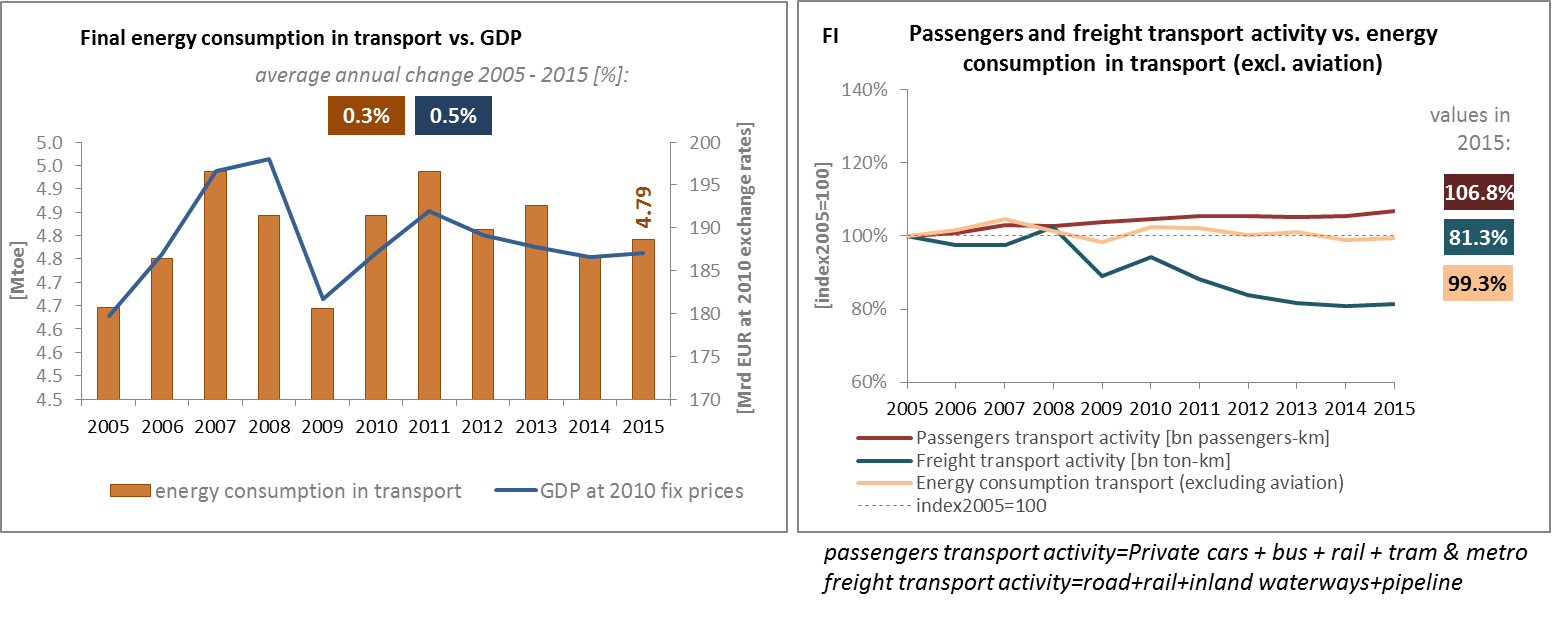 Final energy consumption in transport vs. GDP
average annual change 2005 - 2015 [%]:
0.3%
0.5%
[Mtoe]
5.0
5.0
4.9
4.9
4.8
4.8
4.7
4.7
4.6
4.6
4.5
4.5
200
195
190
185
180
175
170
[Mrd EUR at 2010 exchange rates]
4.79
2005 2006 2007 2008 2009 2010 2011 2012 2013 2014 2015
energy consumption in transport
GDP at 2010 fix prices
FI
Passengers and freight transport activity vs. energy
consumption in transport (excl. aviation)
[index2005=100]
140%
120%
100%
80%
60%
values in
2015:
106.8%
81.3%
99.3%
2005 2006 2007 2008 2009 2010 2011 2012 2013 2014 2015
Passengers transport activity [bn passengers-km]
Freight transport activity [bn ton-km]
Energy consumption transport (excluding aviation)
index2005=100
passengers transport activity=Private cars + bus + rail + tram & metro
freight transport activity=road+rail+inland waterways+pipeline